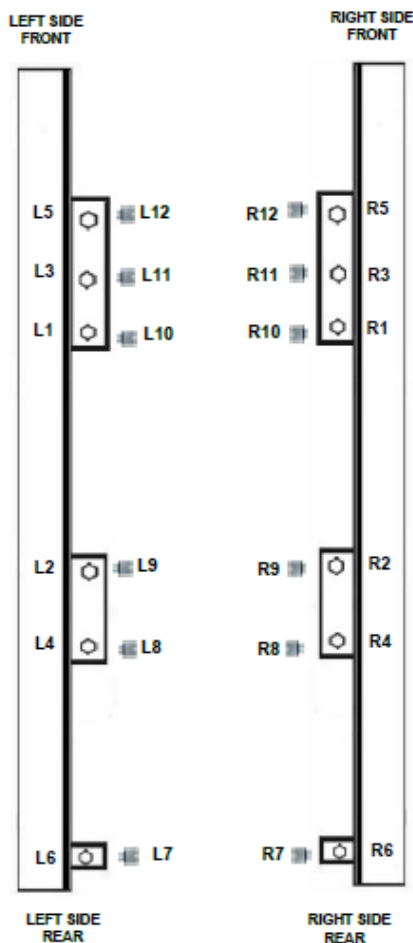 LEFT SIDE
FRONT
RIGHT SIDE
FRONT
L5 L12 R12 R5
L3 L11 R11 R3
L1 L10 R10 R1
L2 L9 R9 R2
L4 L8 R8 R4
L6 L7 R7 R6
LEFT SIDE
REAR
RIGHT SIDE
REAR